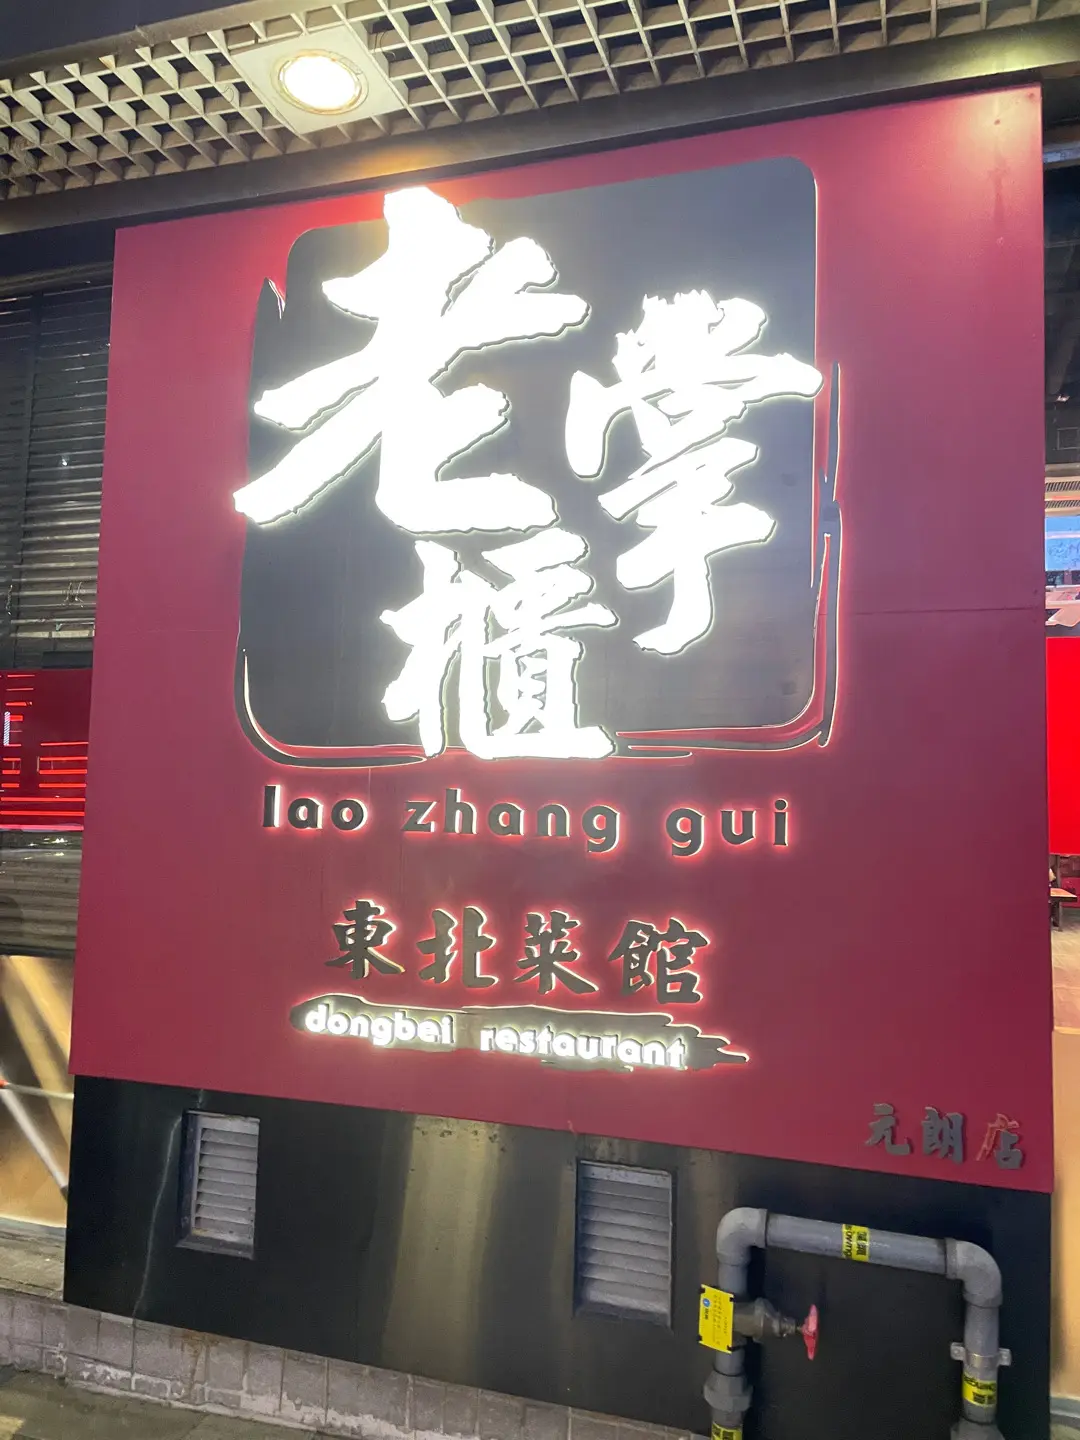 老掌櫃
lao zhang gui
東北菜館
dongbei restaurant
元朗店